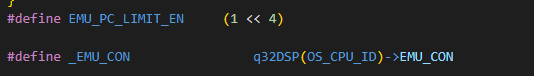 }
#define EMU_PC_LIMIT_EN (1 << 4)
#define _EMU_CON q32DSP(OS_CPU_ID)->EMU_CON